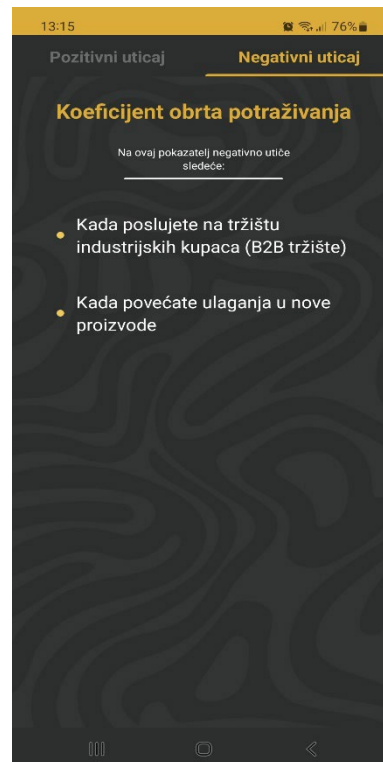 13:15 76%
Pozitivni uticaj Negativni uticaj
Koeficijent obrta potraživanja
Na ovaj pokazatelj negativno utiče
sledeće:
Kada poslujete na tržištu
industrijskih kupaca (B2B tržište)
Kada povećate ulaganja u nove
proizvode